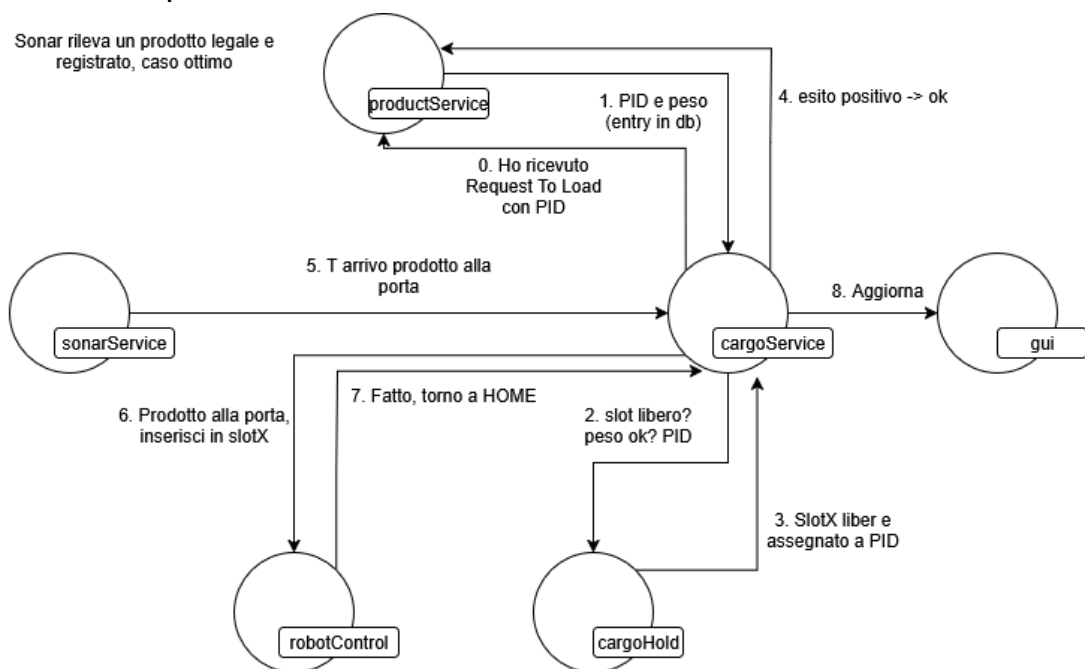 Sonar rileva un prodotto legale e
registrato, caso ottimo
productService
1. PID e peso
(entry in db)
4. esito positivo -> ok
0. Ho ricevuto
Request To Load
con PID
5. T arrivo prodotto alla
porta
8. Aggiorna
sonarService
cargoService
gui
6. Prodotto alla porta,
inserisci in slotX
7. Fatto, torno a HOME
2. slot libero?
peso ok? PID
3. SlotX liber e
assegnato a PID
robotControl
cargoHold